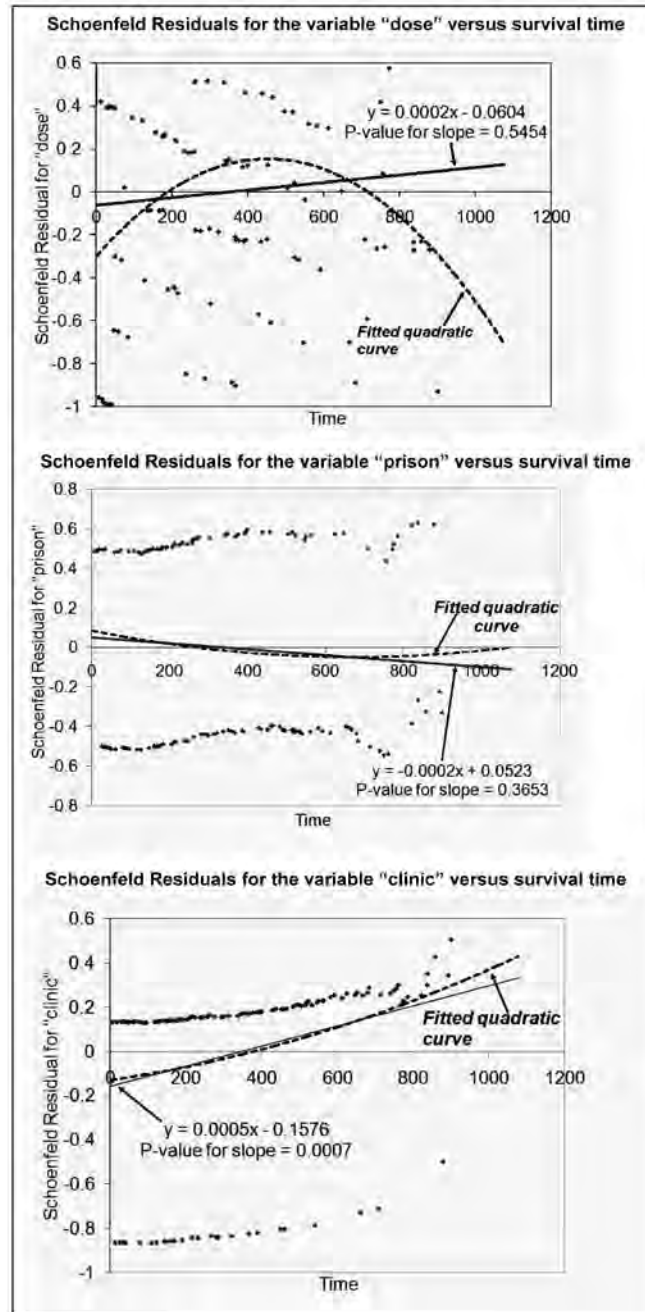 Schoenfeld Residuals for the variable "dose" versus survival time
Schoenfeld Residual for "dose"
0.6
0.4
0.2
0
-0.2
-0.4
-0.6
-0.8
-1
0
200
400
600
800
1000
1200
y = 0.0002x - 0.0604
P-value for slope = 0.5454
Fitted quadratic
curve
Time
Schoenfeld Residuals for the variable "prison" versus survival time
Schoenfeld Residual for "prison"
0.8
0.6
0.4
0.2
0
-0.2
-0.4
-0.6
-0.8
0
200
400
600
800
1000
1200
Fitted quadratic
curve
y = -0.0002x + 0.0523
P-value for slope = 0.3653
Time
Schoenfeld Residuals for the variable "clinic" versus survival time
Schoenfeld Residual for "clinic"
0.6
0.4
0.2
0
-0.2
-0.4
-0.6
-0.8
-1
0
200
400
600
800
1000
1200
Fitted quadratic
curve
y = 0.0005x - 0.1576
P-value for slope = 0.0007
Time